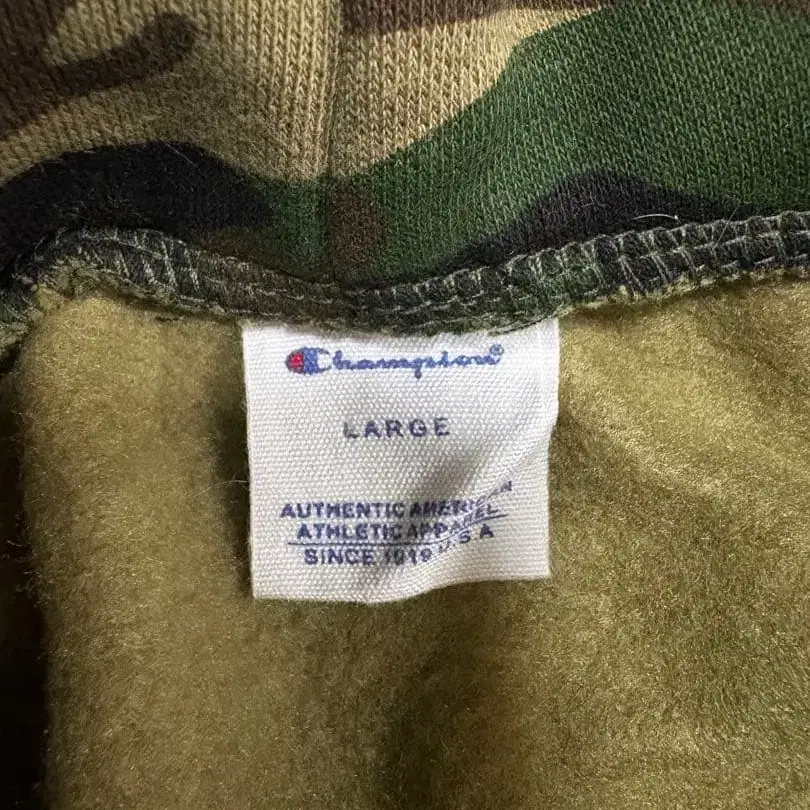 Champion®
LARGE
AUTHENTIC AMERICAN
ATHLETIC APPAREL
SINCE 1919 U.S.A